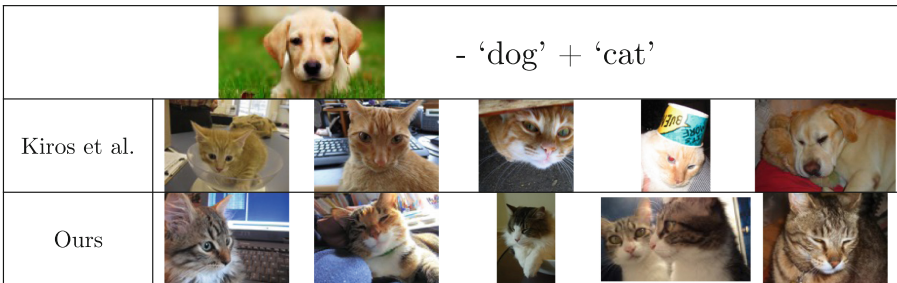 - ‘dog’ + ‘cat’
Kiros et al.
Ours